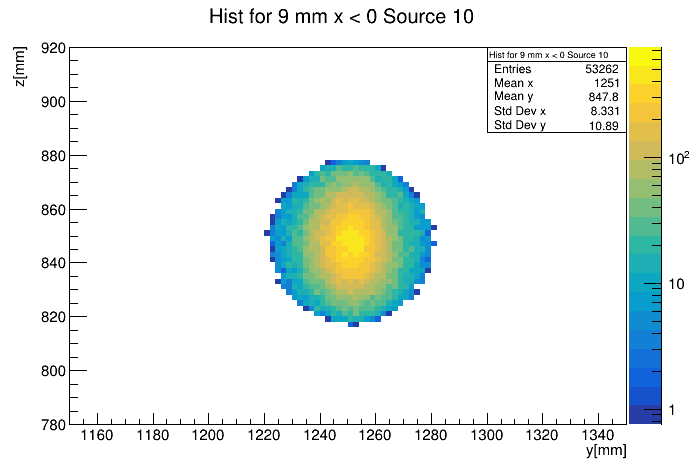 Hist for 9 mm x < 0 Source 10
z[mm]
920
900
880
860
840
820
800
780
1160 1180 1200 1220 1240 1260 1280 1300 1320 1340
y[mm]
Hist for 9 mm x < 0 Source 10
Entries 53262
Mean x 1251
Mean y 847.8
Std Dev x 8.331
Std Dev y 10.89
10²
10
1